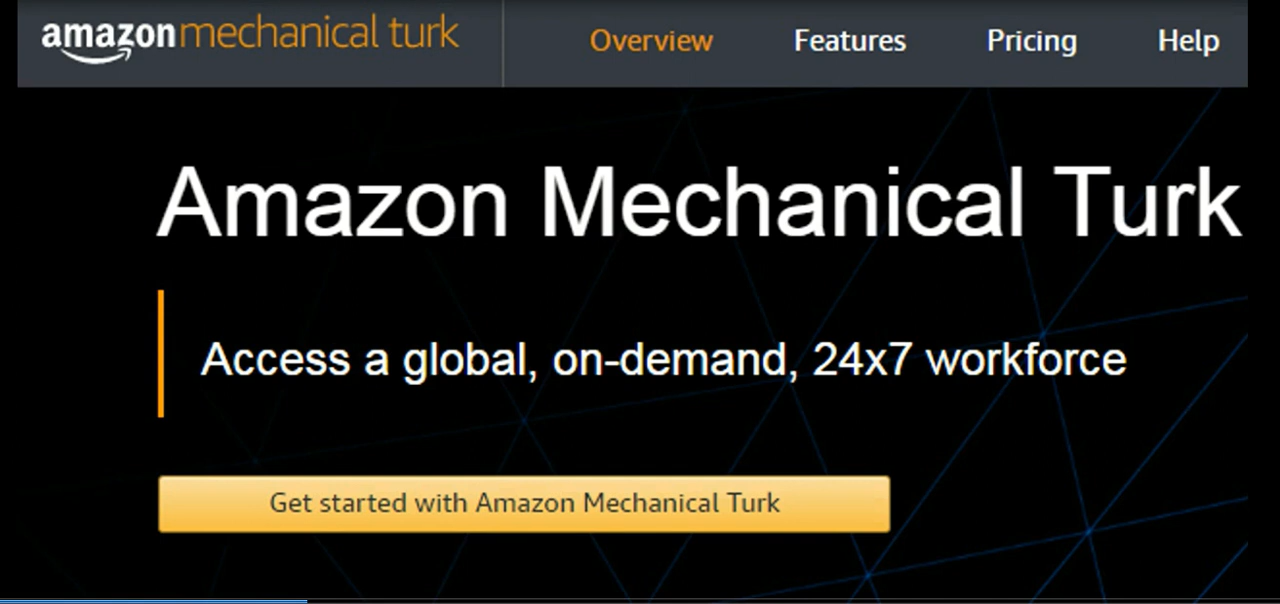 amazon mechanical turk
Overview Features Pricing Help
Amazon Mechanical Turk
Access a global, on-demand, 24x7 workforce
Get started with Amazon Mechanical Turk